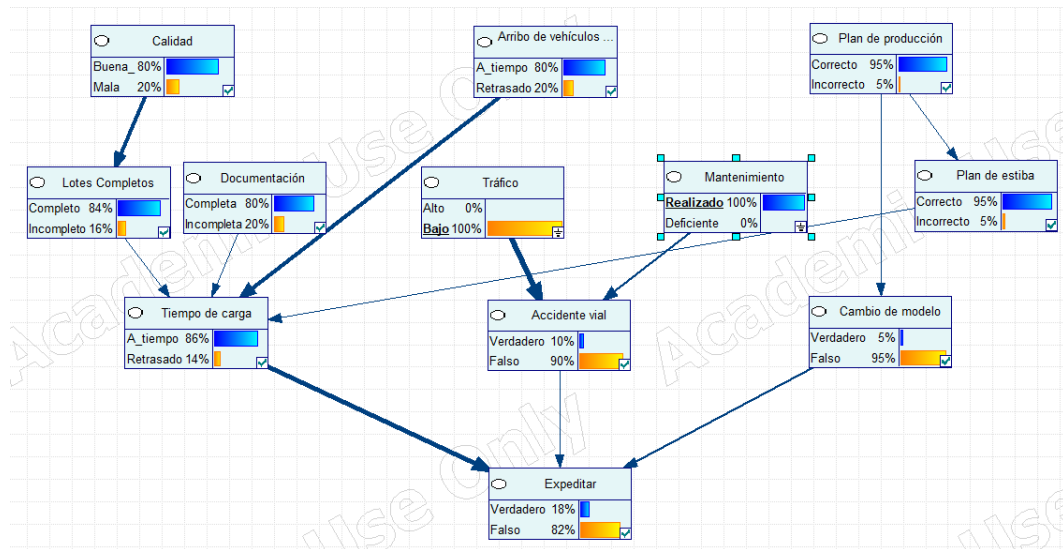 Calidad
Buena_ 80%
Mala 20%
Arribo de vehículos ...
A_tiempo 80%
Retrasado 20%
Plan de producción
Correcto 95%
Incorrecto 5%
Lotes Completos
Completo 84%
Incompleto 16%
Documentación
Completa 80%
Incompleta 20%
Tráfico
Alto 0%
Bajo 100%
Mantenimiento
Realizado 100%
Deficiente 0%
Plan de estiba
Correcto 95%
Incorrecto 5%
Tiempo de carga
A_tiempo 86%
Retrasado 14%
Accidente vial
Verdadero 10%
Falso 90%
Cambio de modelo
Verdadero 5%
Falso 95%
Expeditar
Verdadero 18%
Falso 82%
Use Only
Academi
Use
Academi
Academi
Use Only
Use Only